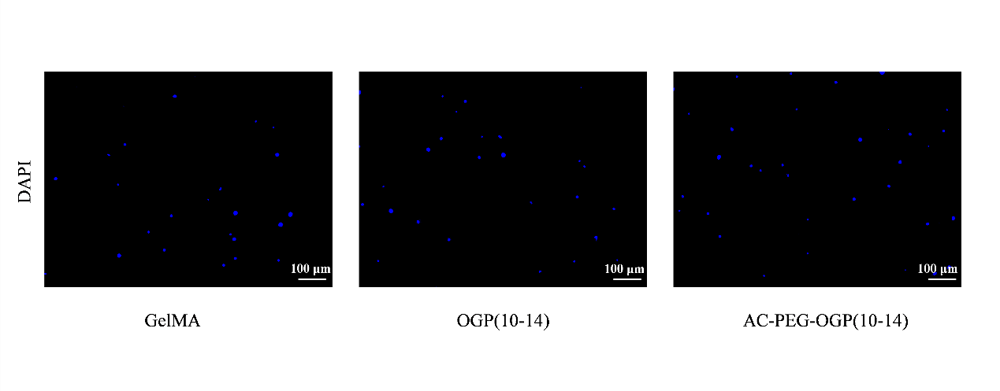 DAPI
100 μm
100 μm
100 μm
GelMA
OGP(10-14)
AC-PEG-OGP(10-14)